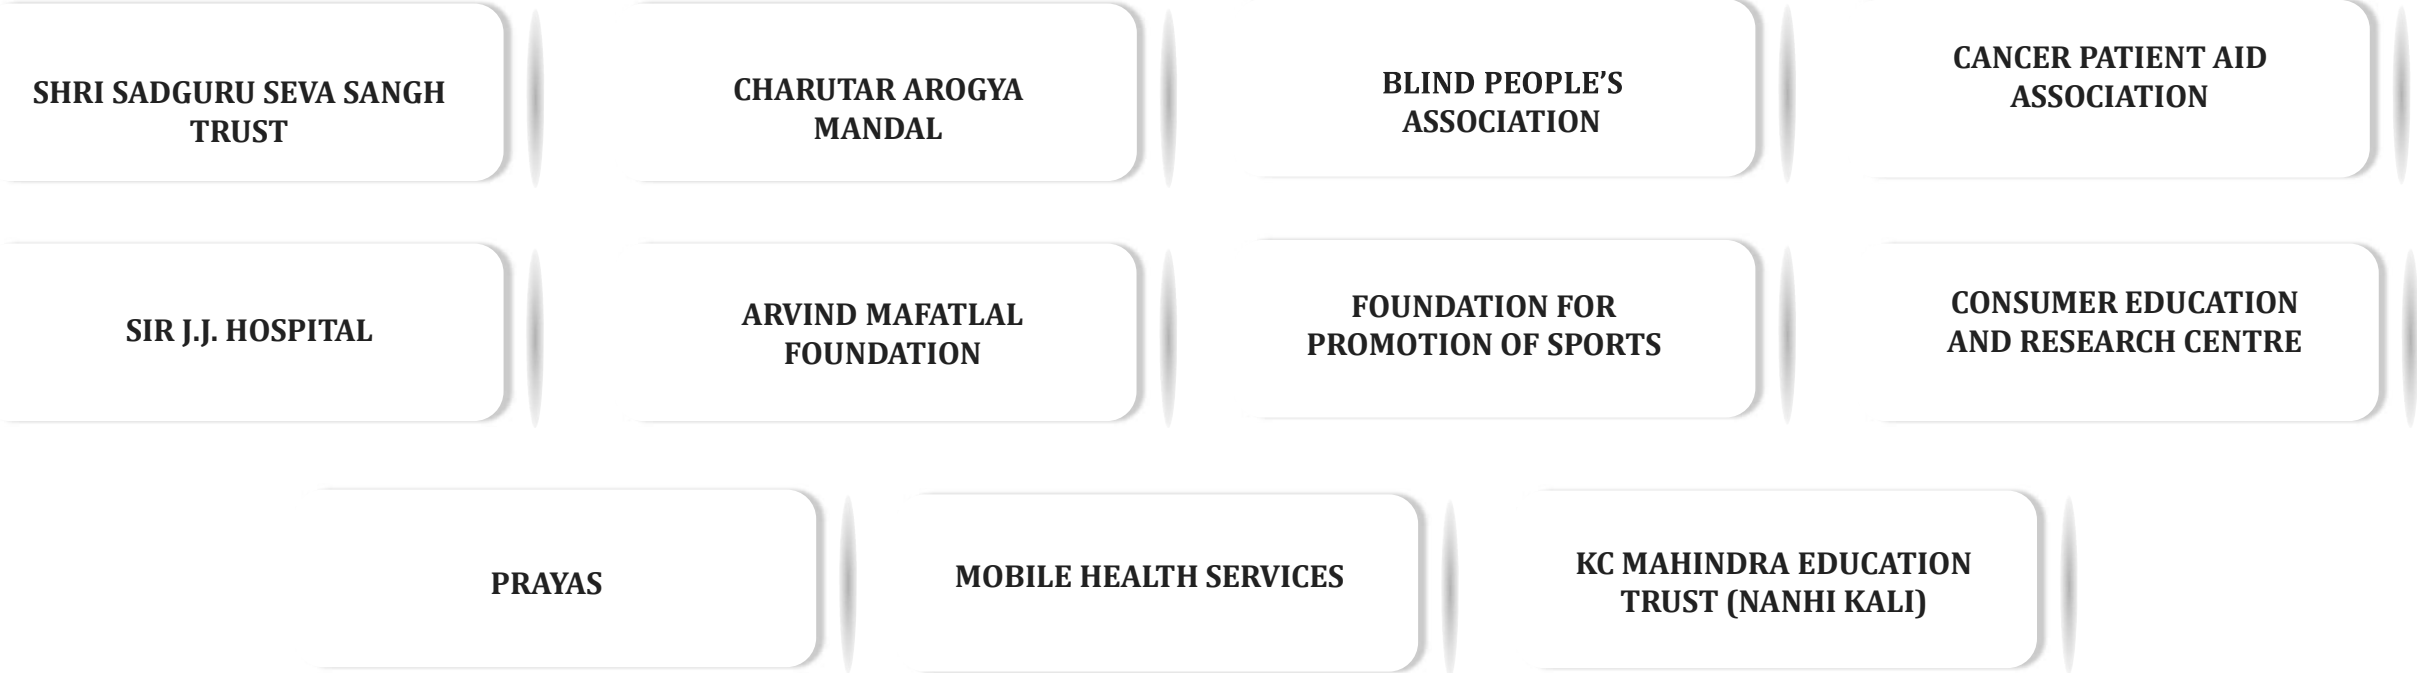 SHRI SADGURU SEVA SANGH
TRUST
CHARUTAR AROGYA
MANDAL
BLIND PEOPLE’S
ASSOCIATION
CANCER PATIENT AID
ASSOCIATION
SIR J.J. HOSPITAL
ARVIND MAFATLAL
FOUNDATION
FOUNDATION FOR
PROMOTION OF SPORTS
CONSUMER EDUCATION
AND RESEARCH CENTRE
PRAYAS
MOBILE HEALTH SERVICES
KC MAHINDRA EDUCATION
TRUST (NANHI KALI)